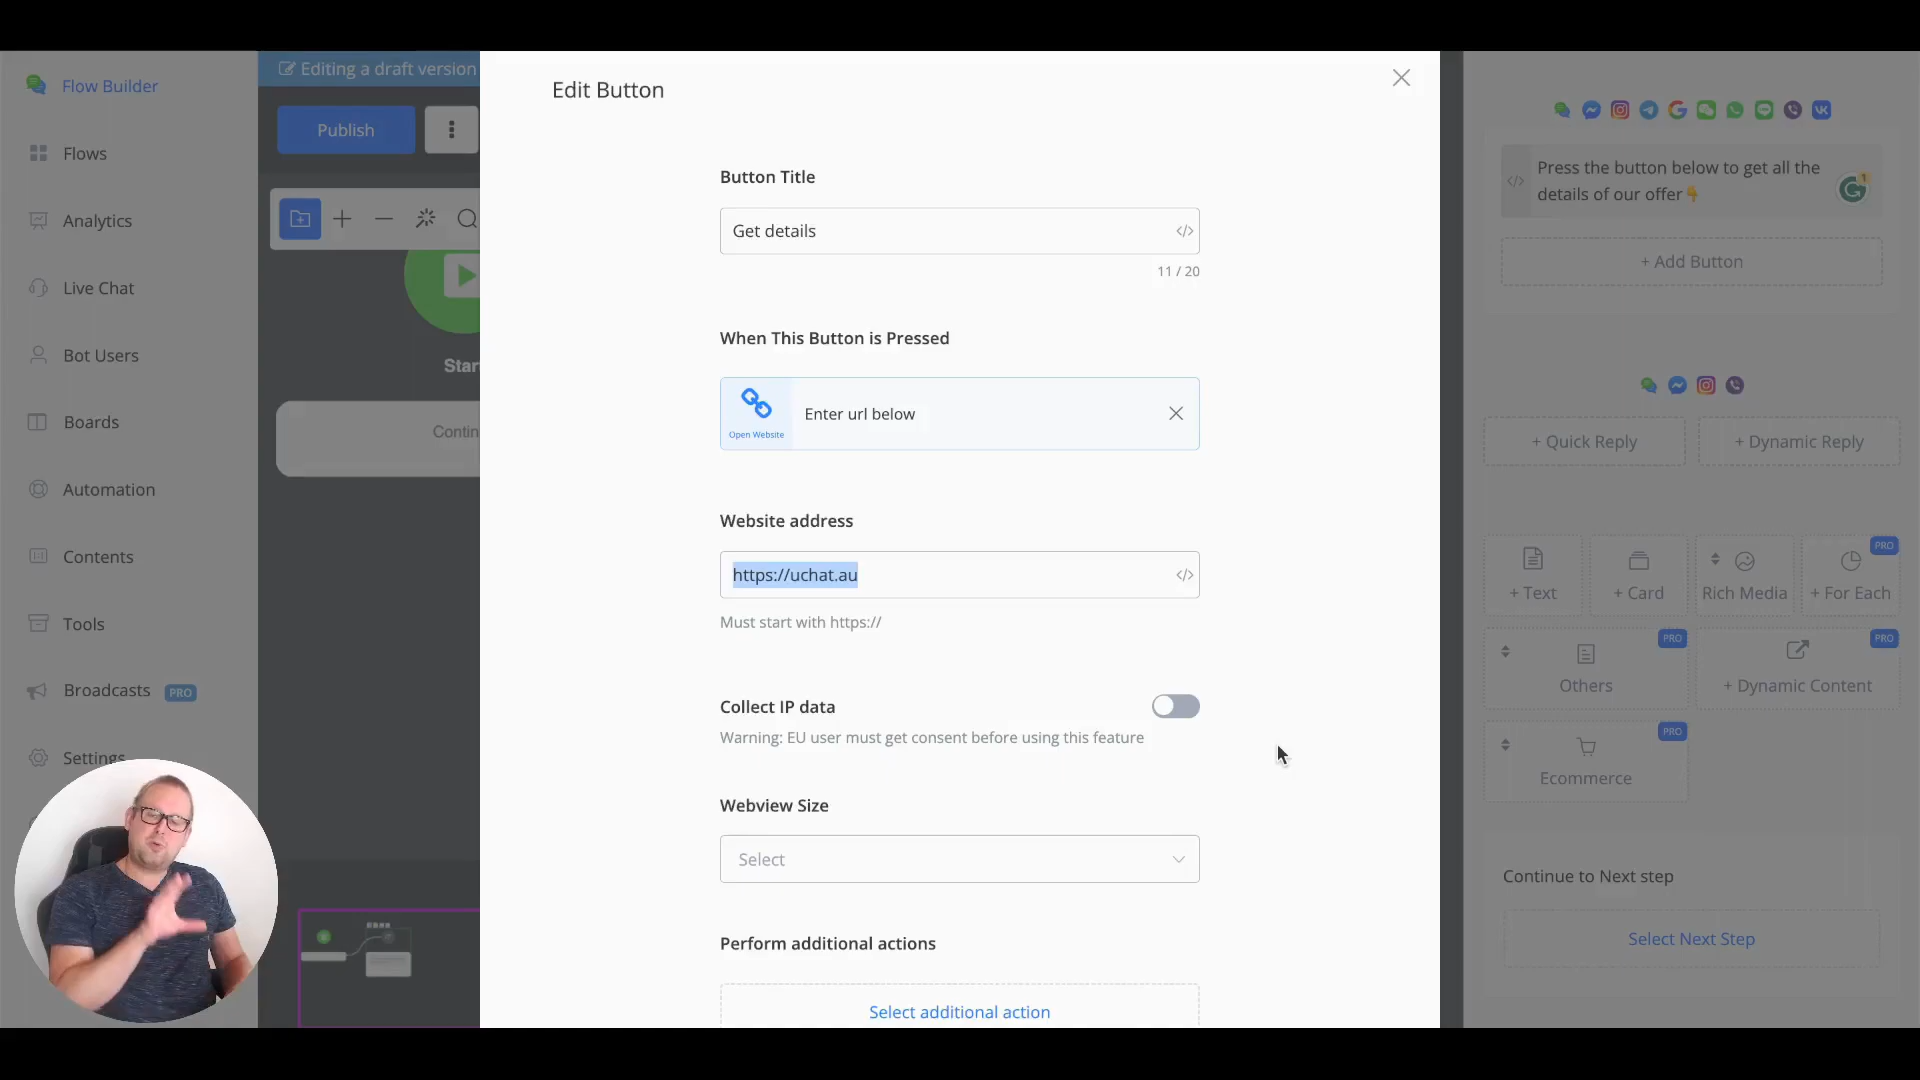 Flow Builder
Flows
Analytics
Live Chat
Bot Users
Boards
Automation
Contents
Tools
Broadcasts PRO
Settings
Editing a draft version
Publish
Star
Contin
Edit Button
Button Title
Get details
11 / 20
When This Button is Pressed
Open Website
Enter url below
Website address
https://uchat.au
Must start with https://
Collect IP data
Warning: EU user must get consent before using this feature
Webview Size
Select
Perform additional actions
Select additional action
Press the button below to get all the
details of our offer
1
+ Add Button
+ Quick Reply
+ Dynamic Reply
+ Text
+ Card
Rich Media
PRO
+ For Each
PRO
Others
PRO
+ Dynamic Content
PRO
Ecommerce
Continue to Next step
Select Next Step